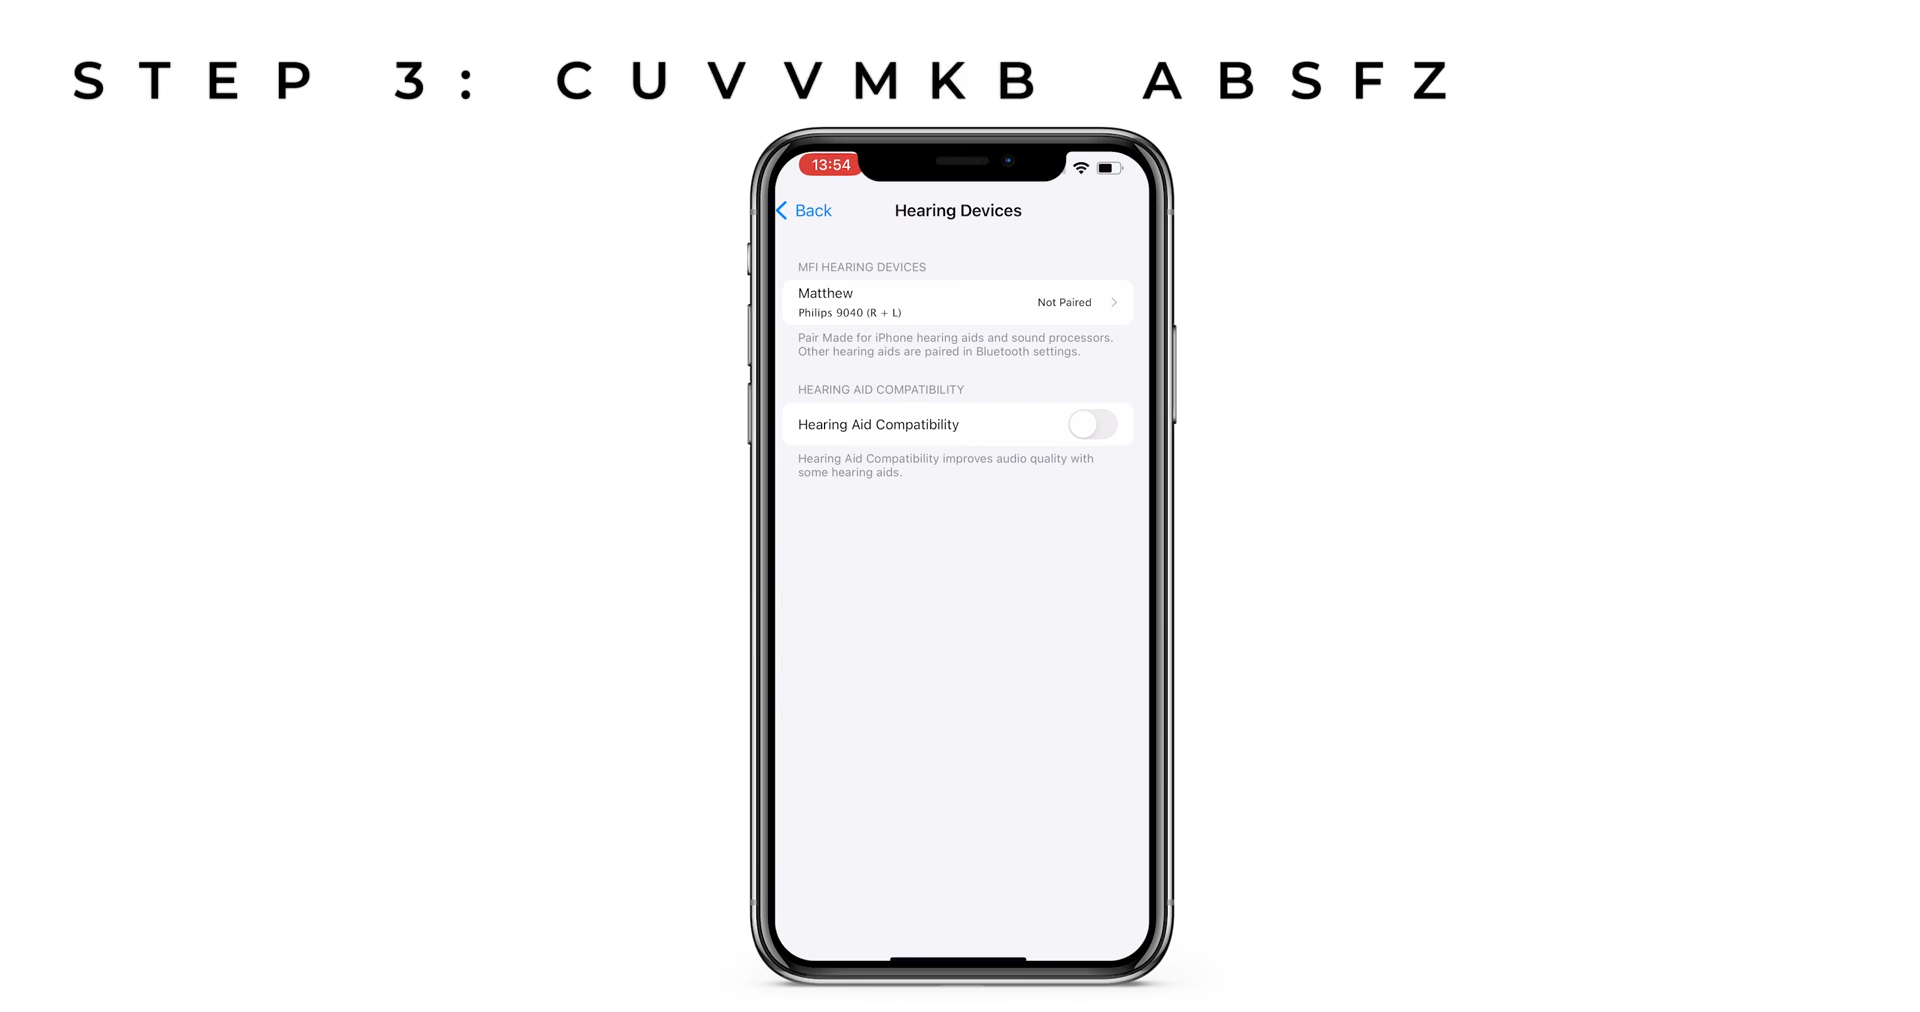 STEP 3: CUVVMKB ABSFZ
13:54
Back
Hearing Devices
MFI HEARING DEVICES
Matthew
Philips 9040 (R + L)
Not Paired
Pair Made for iPhone hearing aids and sound processors.
Other hearing aids are paired in Bluetooth settings.
HEARING AID COMPATIBILITY
Hearing Aid Compatibility
Hearing Aid Compatibility improves audio quality with
some hearing aids.